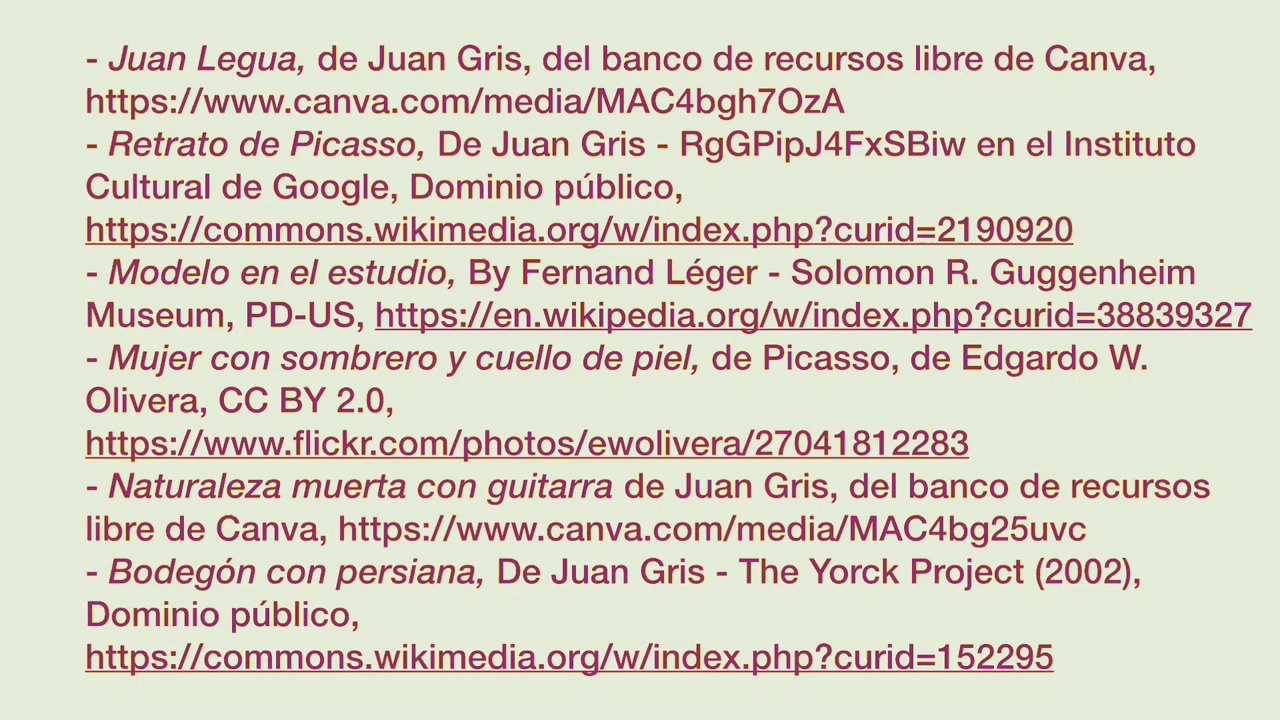 - Juan Legua, de Juan Gris, del banco de recursos libre de Canva,
https://www.canva.com/media/MAC4bgh7OzA
- Retrato de Picasso, De Juan Gris - RgGPipJ4FxSBiw en el Instituto
Cultural de Google, Dominio público,
https://commons.wikimedia.org/w/index.php?curid=2190920
- Modelo en el estudio, By Fernand Léger - Solomon R. Guggenheim
Museum, PD-US, https://en.wikipedia.org/w/index.php?curid=38839327
- Mujer con sombrero y cuello de piel, de Picasso, de Edgardo W.
Olivera, CC BY 2.0,
https://www.flickr.com/photos/ewolivera/27041812283
- Naturaleza muerta con guitarra de Juan Gris, del banco de recursos
libre de Canva, https://www.canva.com/media/MAC4bg25uvc
- Bodegón con persiana, De Juan Gris - The Yorck Project (2002),
Dominio público,
https://commons.wikimedia.org/w/index.php?curid=152295